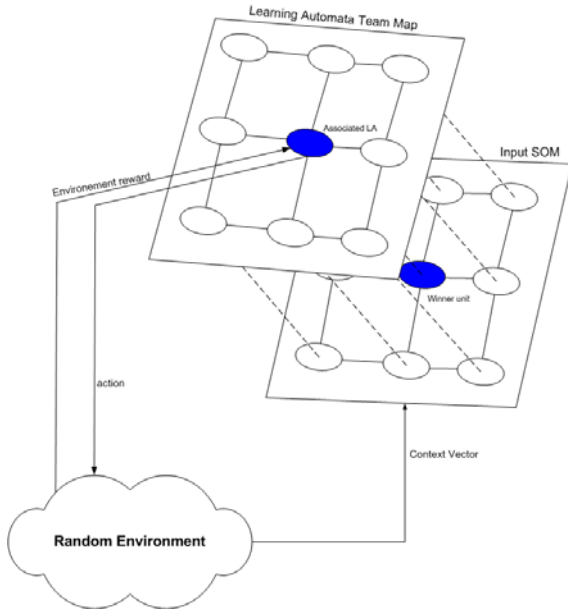 Learning Automata Team Map
Associated LA
Input SOM
Environement reward
Winner unit
action
Context Vector
Random Environment